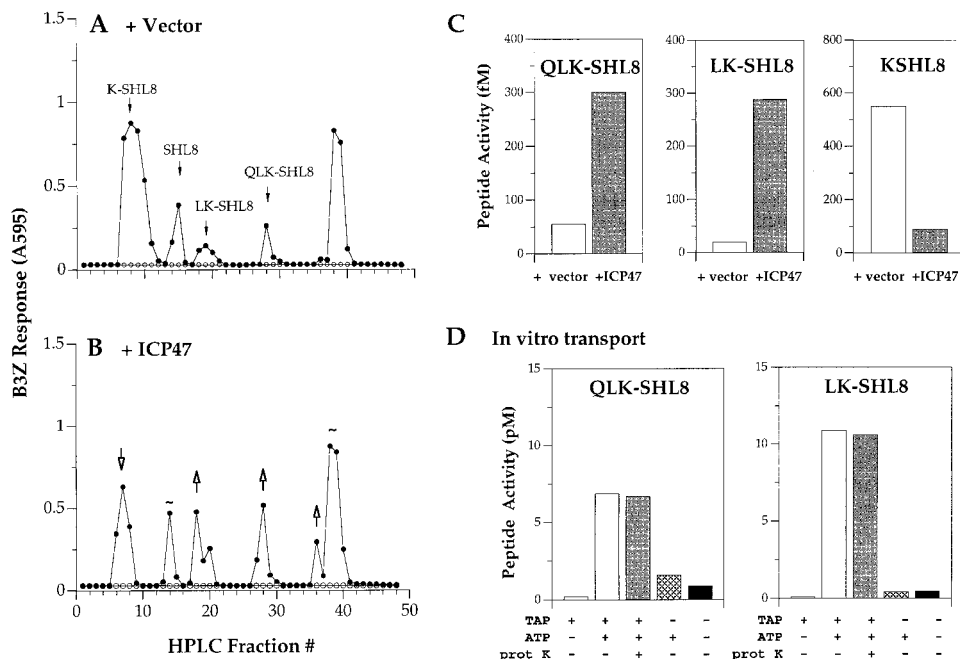 A + Vector
B3Z Response (A595)
1.5
1
0.5
0
K-SHL8
SHL8
LK-SHL8
QLK-SHL8
B + ICP47
1.5
1
0.5
0
~
~
0 10 20 30 40 50
HPLC Fraction #
C
Peptide Activity (fM)
400
300
200
100
0
QLK-SHL8
+ vector +ICP47
400
300
200
100
0
LK-SHL8
+ vector +ICP47
800
600
400
200
0
KSHL8
+ vector +ICP47
D In vitro transport
Peptide Activity (pM)
15
10
5
0
QLK-SHL8
15
10
5
0
LK-SHL8
TAP + + + - -
ATP - + + + -
prot K - - + - -
TAP + + + - -
ATP - + + + -
prot K - - + - -